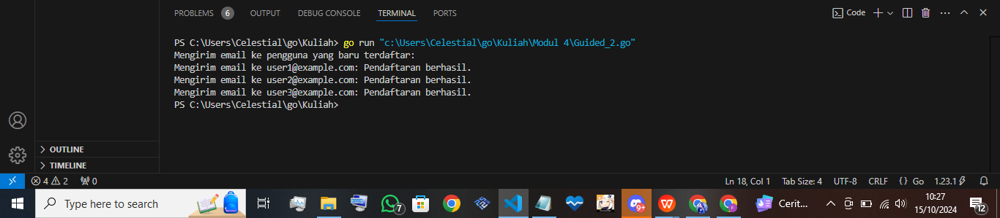 PROBLEMS 6 OUTPUT DEBUG CONSOLE TERMINAL PORTS Code
PS C:\Users\Celestial\go\Kuliah> go run "c:\Users\Celestial\go\Kuliah\Modul 4\Guided_2.go"
Mengirim email ke pengguna yang baru terdaftar:
Mengirim email ke user1@example.com: Pendaftaran berhasil.
Mengirim email ke user2@example.com: Pendaftaran berhasil.
Mengirim email ke user3@example.com: Pendaftaran berhasil.
PS C:\Users\Celestial\go\Kuliah>
OUTLINE
TIMELINE
4 2 0 Ln 18, Col 1 Tab Size: 4 UTF-8 CRLF {} Go 1.23.1
Type here to search 7 9+ W Cerit... 10:27
15/10/2024 12